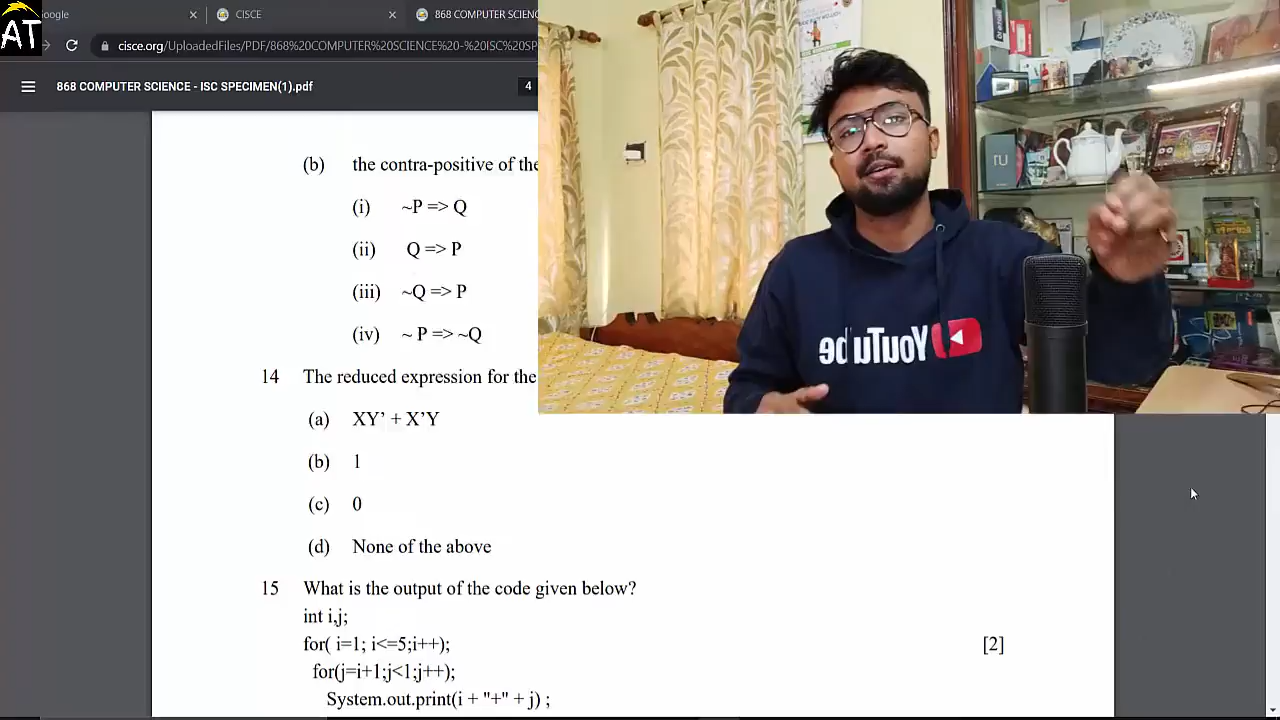 AT
oogle
CISCE
868 COMPUTER SCIENC
cisce.org/UploadedFiles/PDF/868%20COMPUTER%20SCIENCE%20-%20ISC%20SP
868 COMPUTER SCIENCE - ISC SPECIMEN(1).pdf
4
(b) the contra-positive of the
(i) ~P => Q
(ii) Q => P
(iii) ~Q => P
(iv) ~ P => ~Q
YouTube
14 The reduced expression for the
(a) XY’ + X’Y
(b) 1
(c) 0
(d) None of the above
15 What is the output of the code given below?
int i,j;
for( i=1; i<=5;i++); [2]
for(j=i+1;j<1;j++);
System.out.print(i + "+" + j) ;